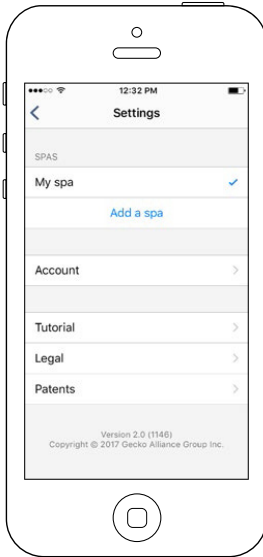 12:32 PM
Settings
SPAS
My spa
Add a spa
Account
Tutorial
Legal
Patents
Version 2.0 (1146)
Copyright © 2017 Gecko Alliance Group Inc.